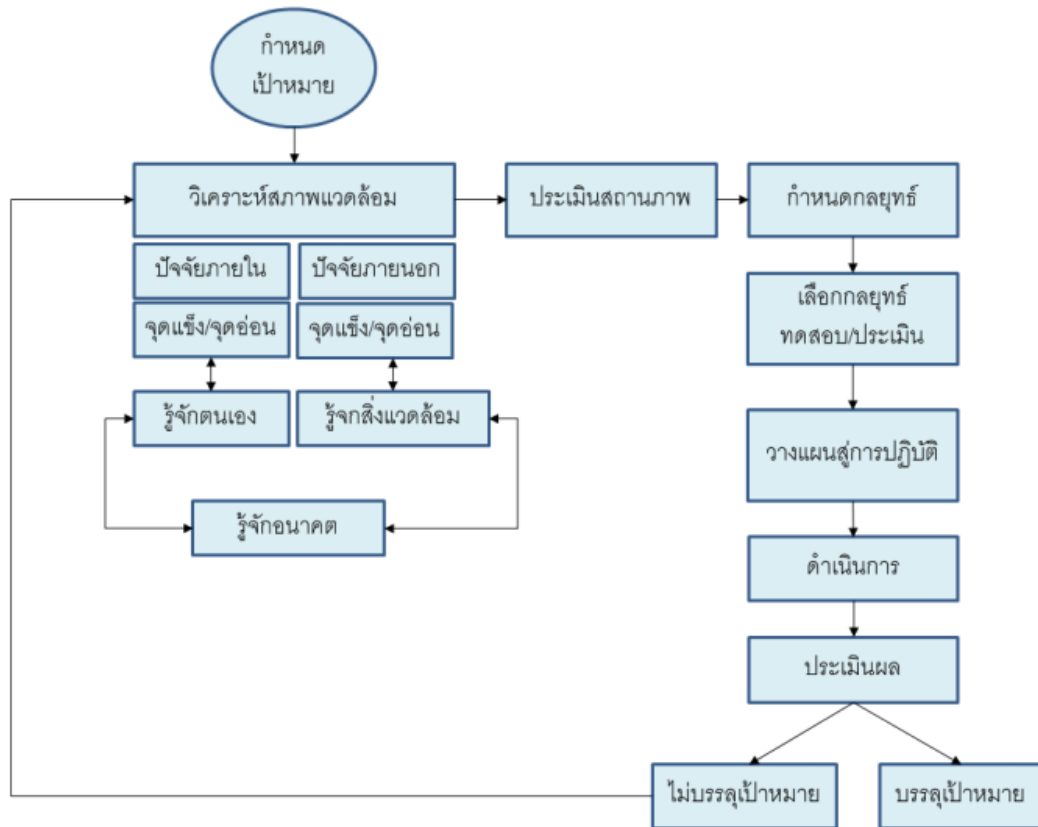 กำหนด
เป้าหมาย
วิเคราะห์สภาพแวดล้อม
ประเมินสถานภาพ
กำหนดกลยุทธ์
ปัจจัยภายใน
ปัจจัยภายนอก
เลือกกลยุทธ์
ทดสอบ/ประเมิน
จุดแข็ง/จุดอ่อน
จุดแข็ง/จุดอ่อน
รู้จักตนเอง
รู้จกสิ่งแวดล้อม
วางแผนสู่การปฏิบัติ
รู้จักอนาคต
ดำเนินการ
ประเมินผล
ไม่บรรลุเป้าหมาย
บรรลุเป้าหมาย